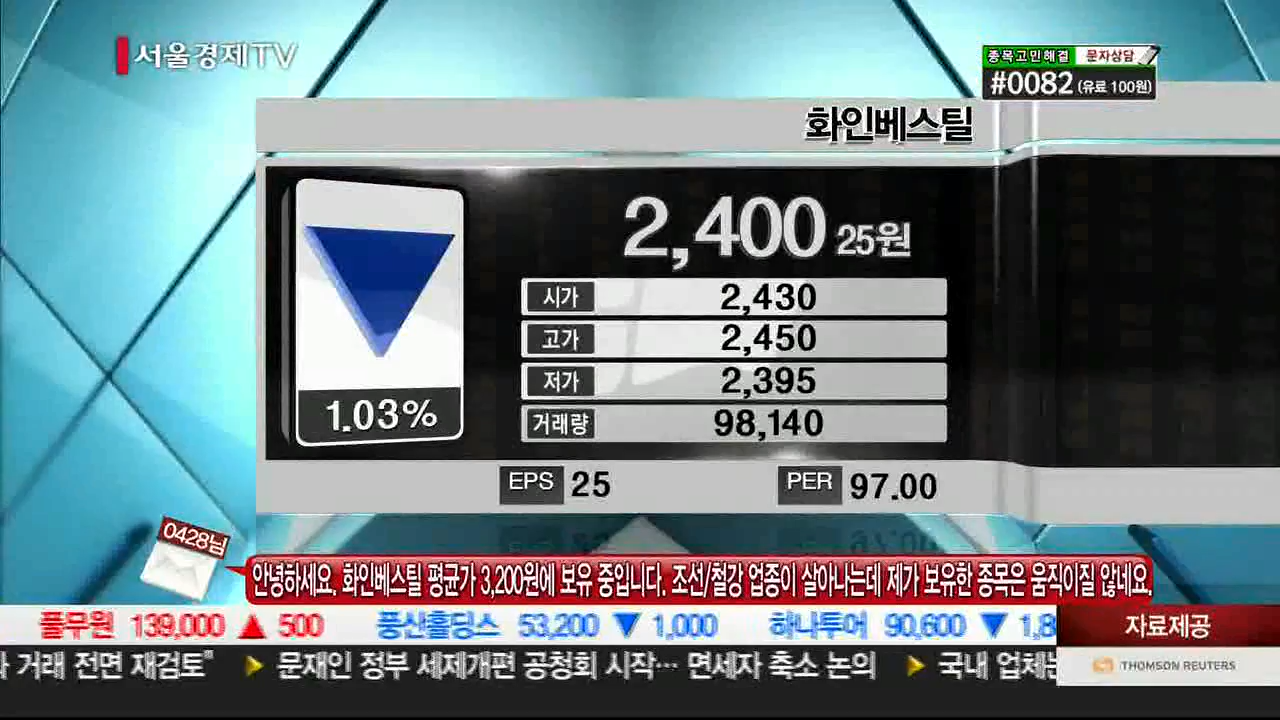 서울경제TV
종목고민해결 문자상담
#0082 (유료 100원)
화인베스틸
2,400 25원
시가 2,430
고가 2,450
저가 2,395
거래량 98,140
1.03%
EPS 25 PER 97.00
0428님
안녕하세요. 화인베스틸 평균가 3,200원에 보유 중입니다. 조선/철강 업종이 살아나는데 제가 보유한 종목은 움직이질 않네요.
풀무원 139,000 ▲ 500 풍산홀딩스 53,200 ▼ 1,000 하나투어 90,600 ▼ 1,8
자료제공
거래 전면 재검토" ▶ 문재인 정부 세제개편 공청회 시작… 면세자 축소 논의 ▶ 국내 업체는
THOMSON REUTERS